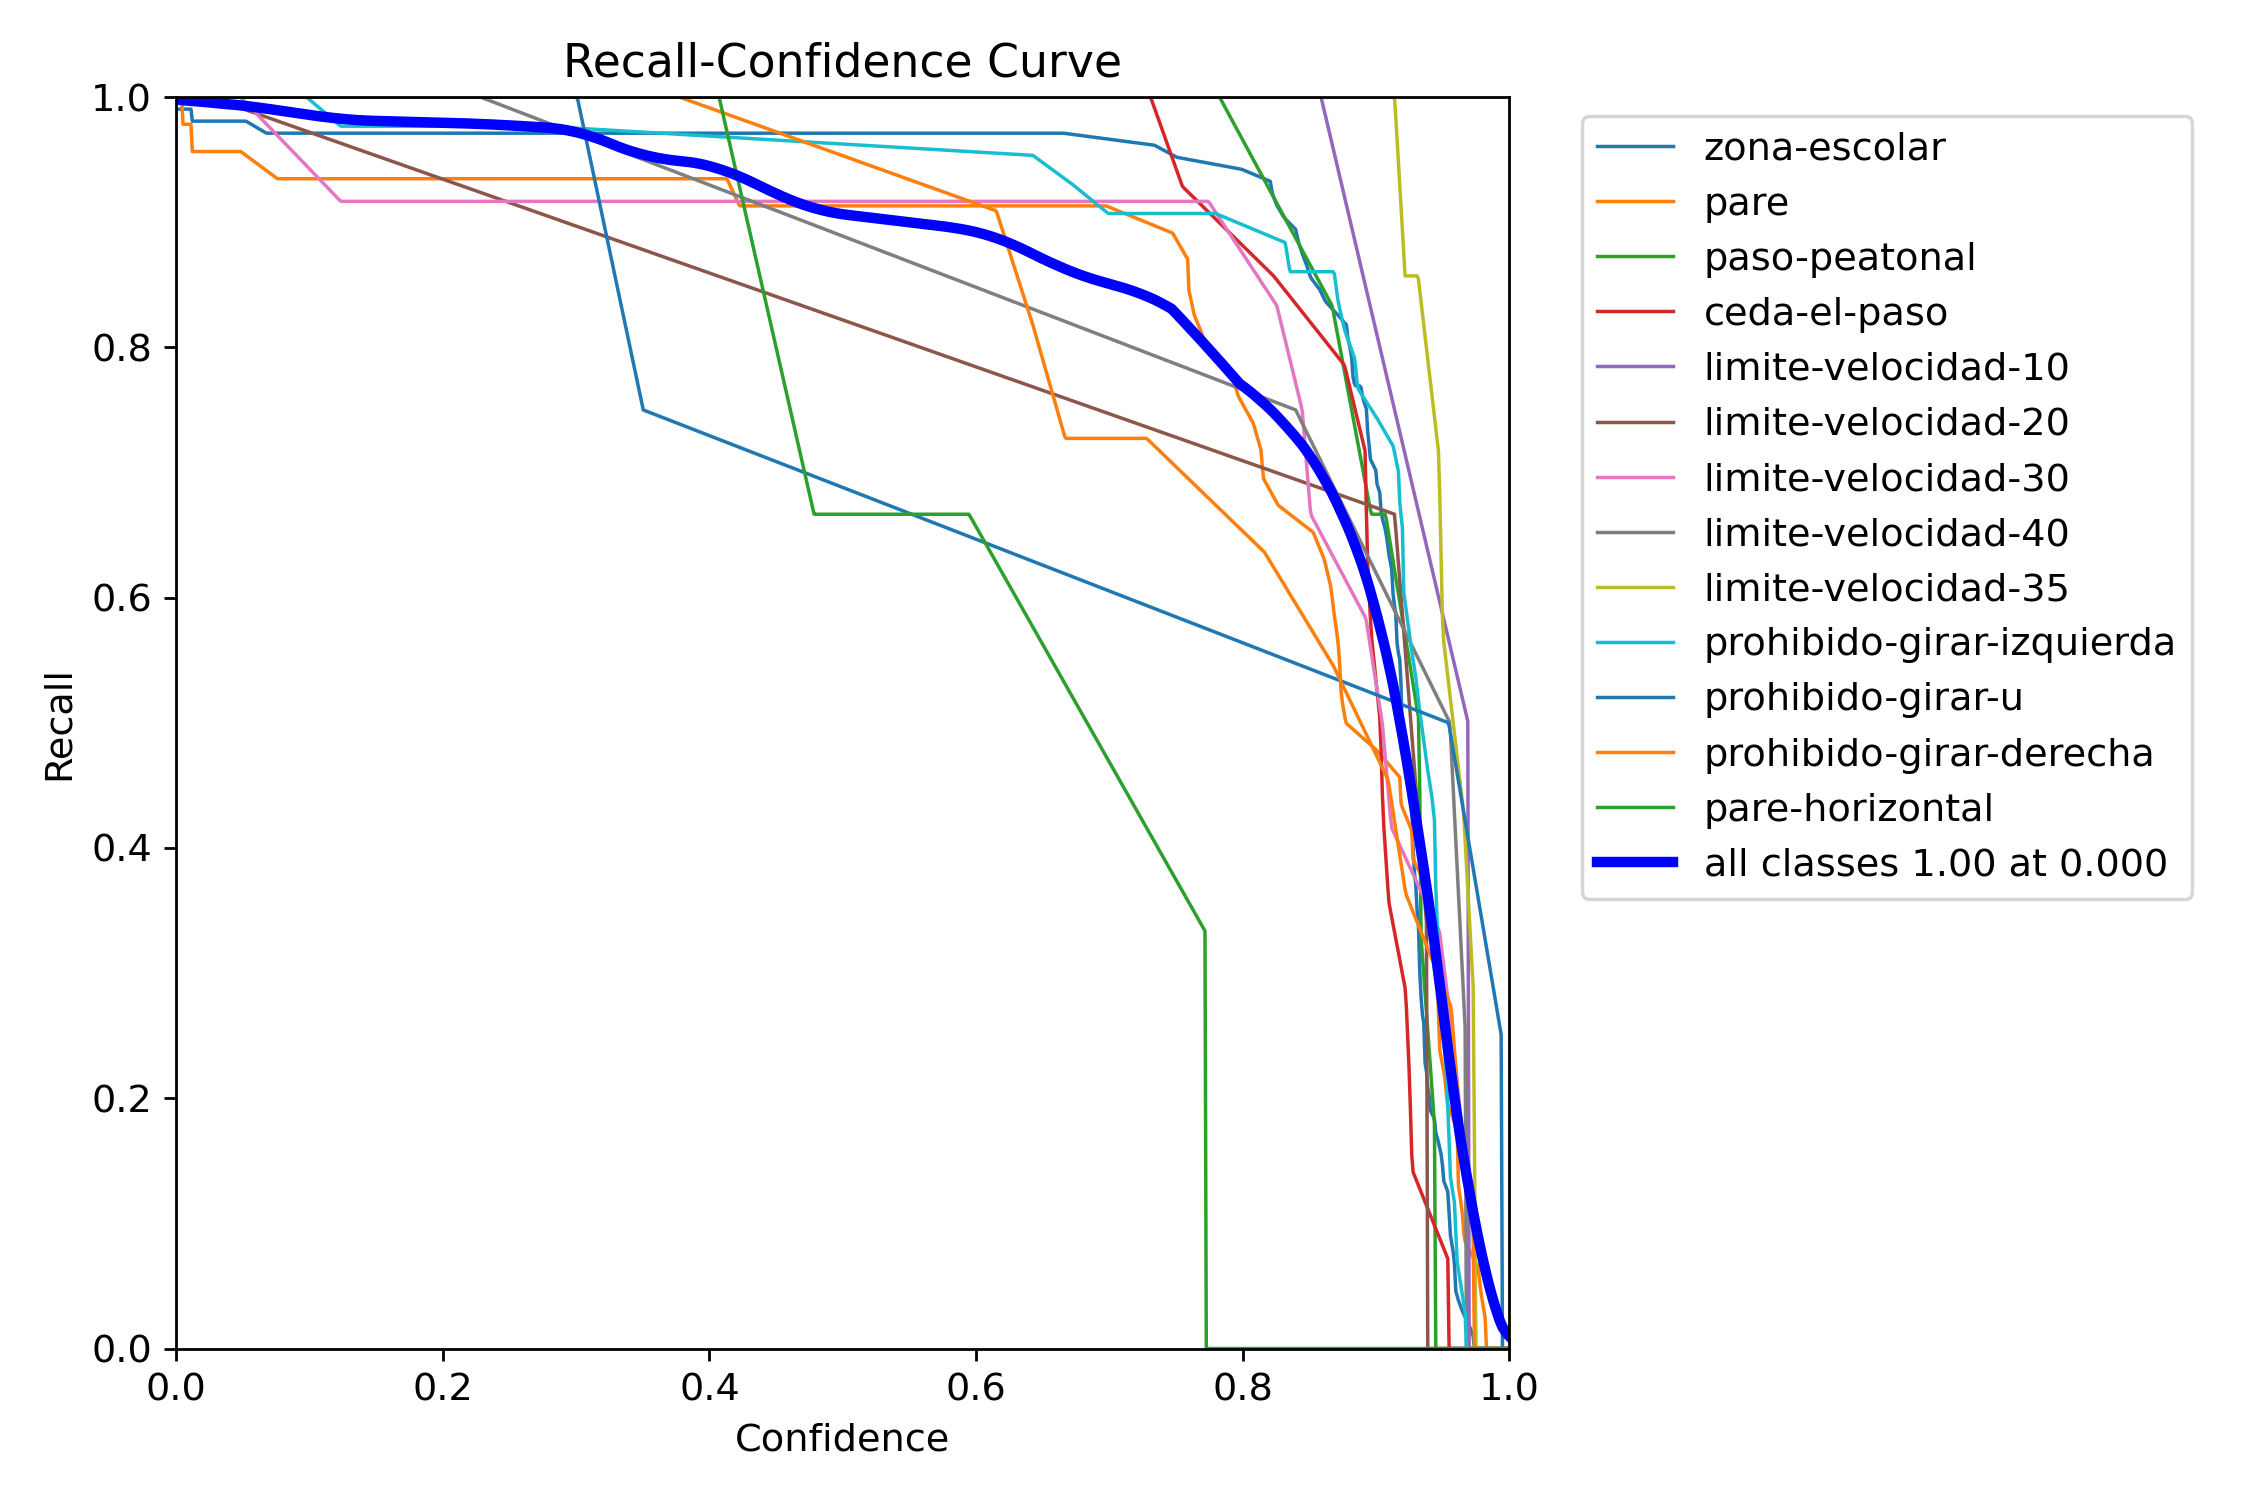 Recall-Confidence Curve
1.0
0.8
0.6
0.4
0.2
0.0
Recall
0.0 0.2 0.4 0.6 0.8 1.0
Confidence
zona-escolar
pare
paso-peatonal
ceda-el-paso
limite-velocidad-10
limite-velocidad-20
limite-velocidad-30
limite-velocidad-40
limite-velocidad-35
prohibido-girar-izquierda
prohibido-girar-u
prohibido-girar-derecha
pare-horizontal
all classes 1.00 at 0.000